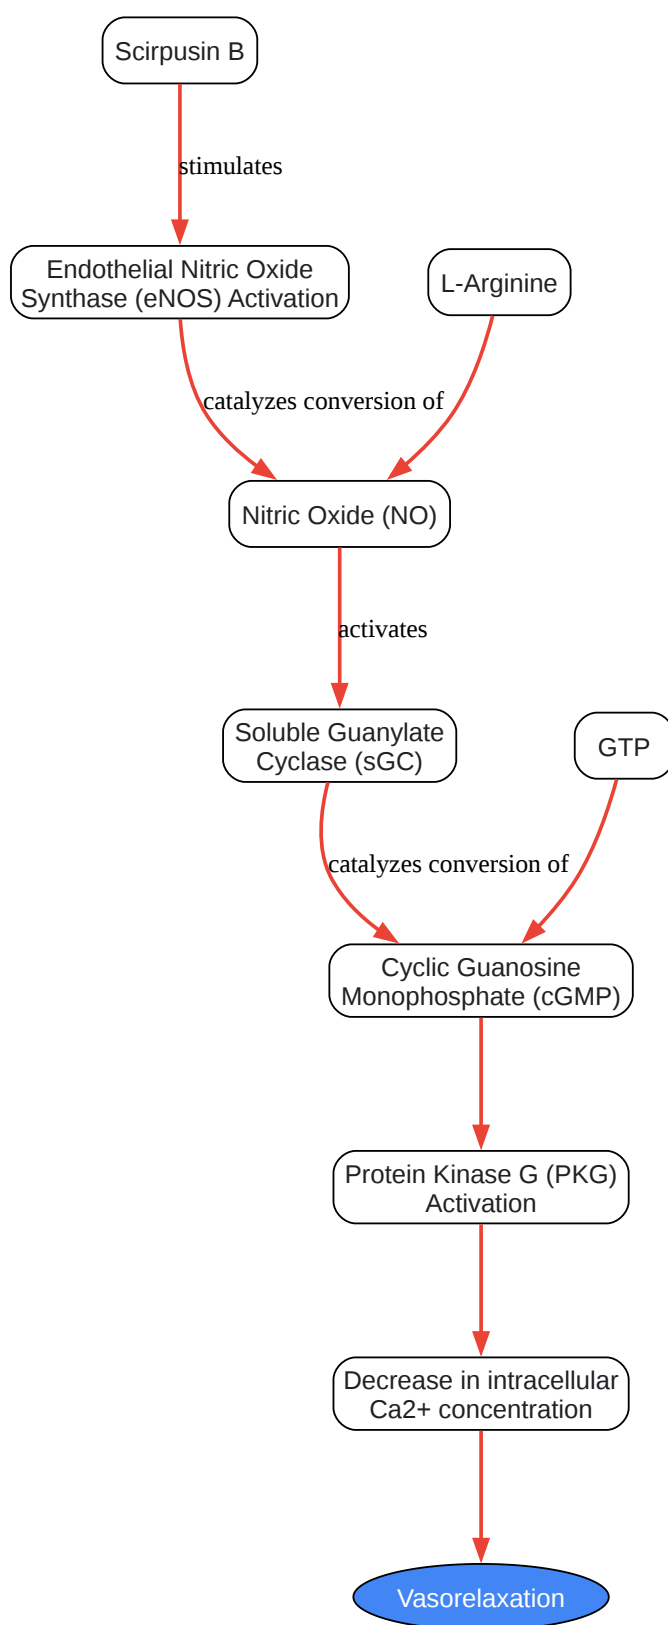 Scirpusin B
stimulates
Endothelial Nitric Oxide
Synthase (eNOS) Activation
L-Arginine
catalyzes conversion of
Nitric Oxide (NO)
activates
Soluble Guanylate
Cyclase (sGC)
GTP
catalyzes conversion of
Cyclic Guanosine
Monophosphate (cGMP)
Protein Kinase G (PKG)
Activation
Decrease in intracellular
Ca2+ concentration
Vasorelaxation